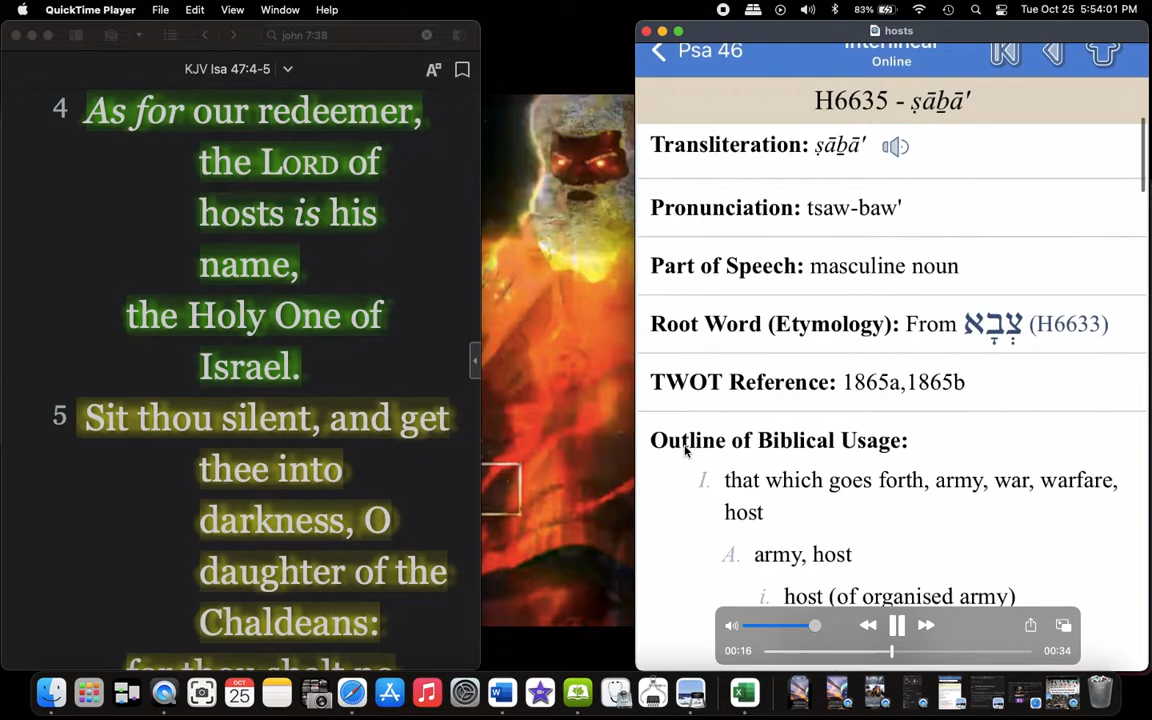 QuickTime Player File Edit View Window Help 83% Tue Oct 25 5:54:01 PM
john 7:38
KJV Isa 47:4-5
4 As for our redeemer,
the LORD of
hosts is his
name,
the Holy One of
Israel.
5 Sit thou silent, and get
thee into
darkness, O
daughter of the
Chaldeans:
for thou shalt no
hosts
Psa 46
Interlinear
Online
H6635 - ṣāḇā'
Transliteration: ṣāḇā'
Pronunciation: tsaw-baw'
Part of Speech: masculine noun
Root Word (Etymology): From צָבָא (H6633)
TWOT Reference: 1865a,1865b
Outline of Biblical Usage:
I. that which goes forth, army, war, warfare,
host
A. army, host
i. host (of organised army)
00:16 00:34
OCT
25